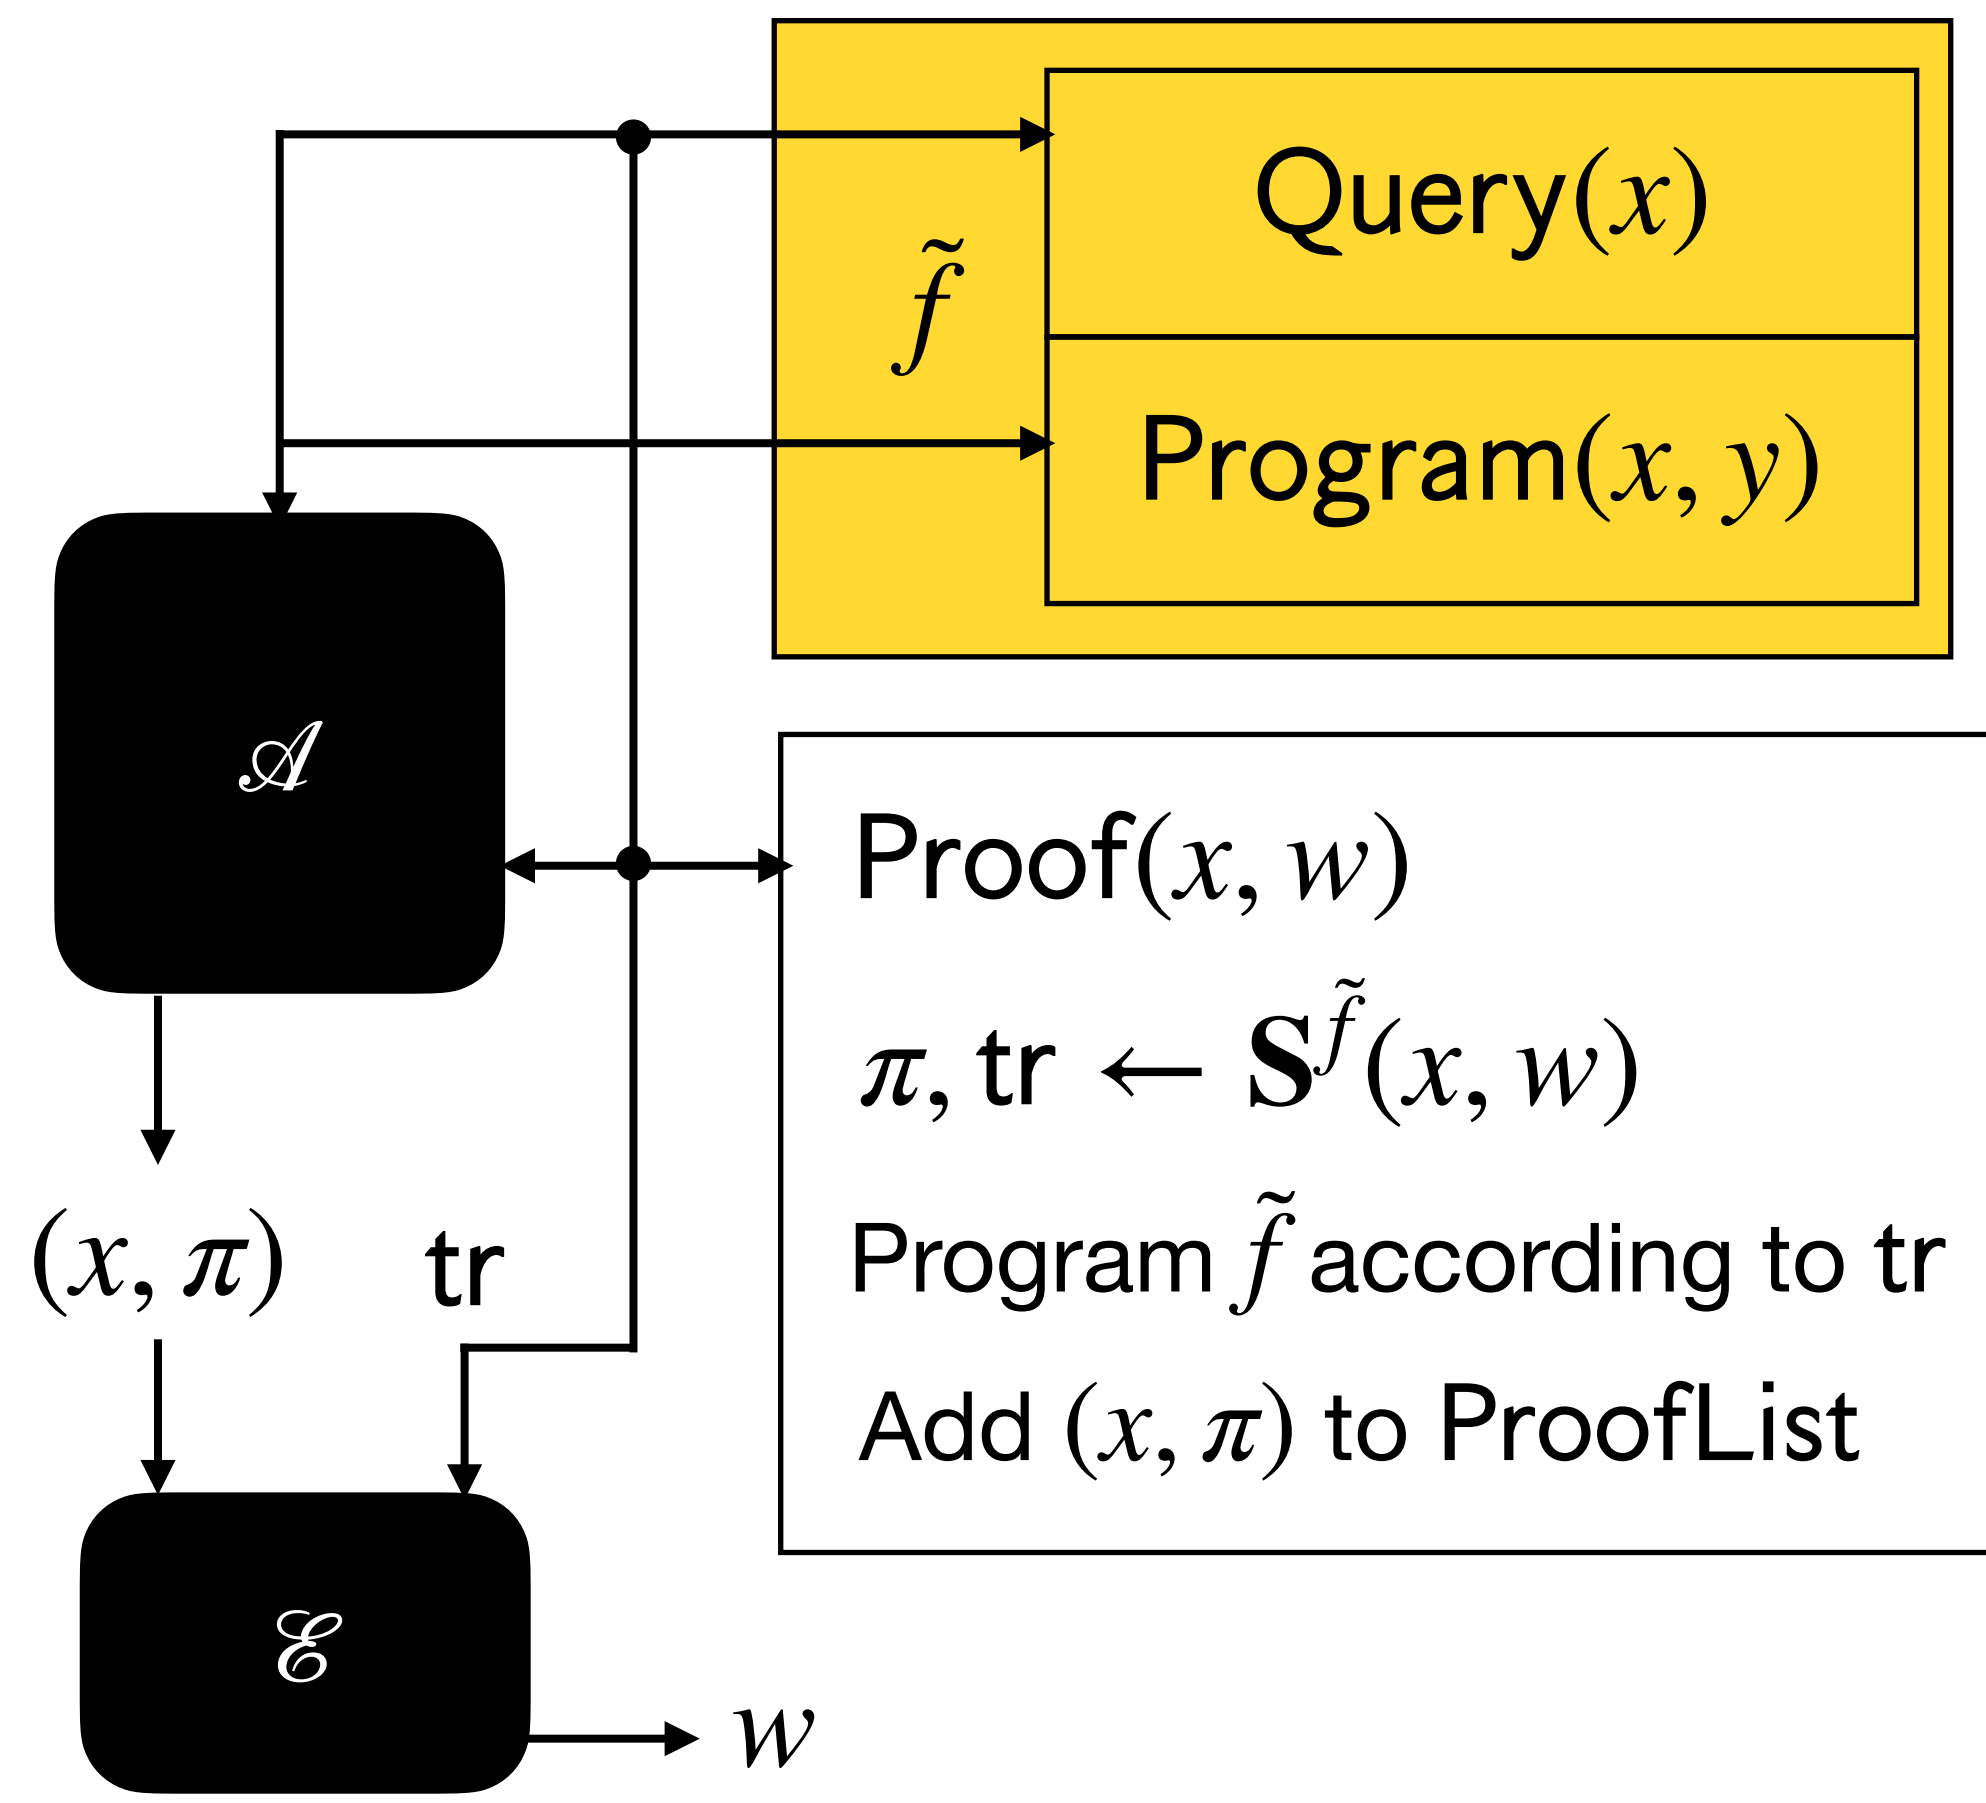 Query(x)
f̃
Program(x, y)
𝒜
Proof(x, w)
π, tr ← S^f̃(x, w)
Program f̃ according to tr
Add (x, π) to ProofList
(x, π) tr
ℰ
w